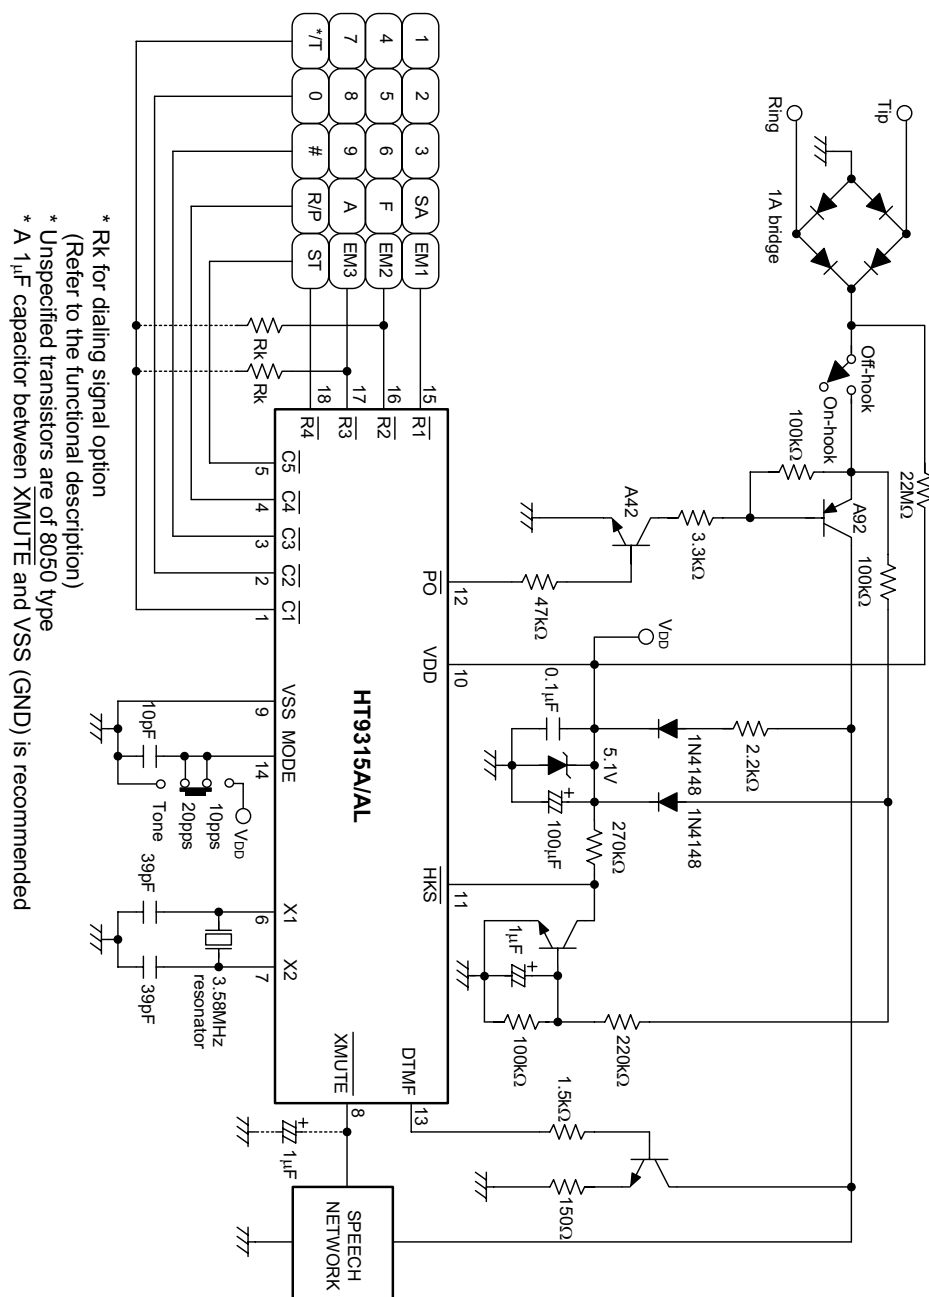 Tip
Ring
1A bridge
Off-hook
On-hook
22MΩ
100kΩ
A92
100kΩ
3.3kΩ
A42
47kΩ
VDD
2.2kΩ
1N4148
1N4148
0.1µF
5.1V
100µF
270kΩ
1µF
220kΩ
100kΩ
1.5kΩ
150Ω
1 2 3 SA EM1
4 5 6 F EM2
7 8 9 A EM3
*/T 0 # R/P ST
Rk
Rk
15 R1
16 R2
17 R3
18 R4
12 PO
10 VDD
11 HKS
HT9315A/AL
DTMF 13
XMUTE 8
C5 C4 C3 C2 C1 VSS MODE X1 X2
5 4 3 2 1 9 14 6 7
1µF
SPEECH
NETWORK
10pF
VDD
10pps
20pps
Tone
39pF
39pF
3.58MHz
resonator
* Rk for dialing signal option
(Refer to the functional description)
* Unspecified transistors are of 8050 type
* A 1µF capacitor between XMUTE and VSS (GND) is recommended